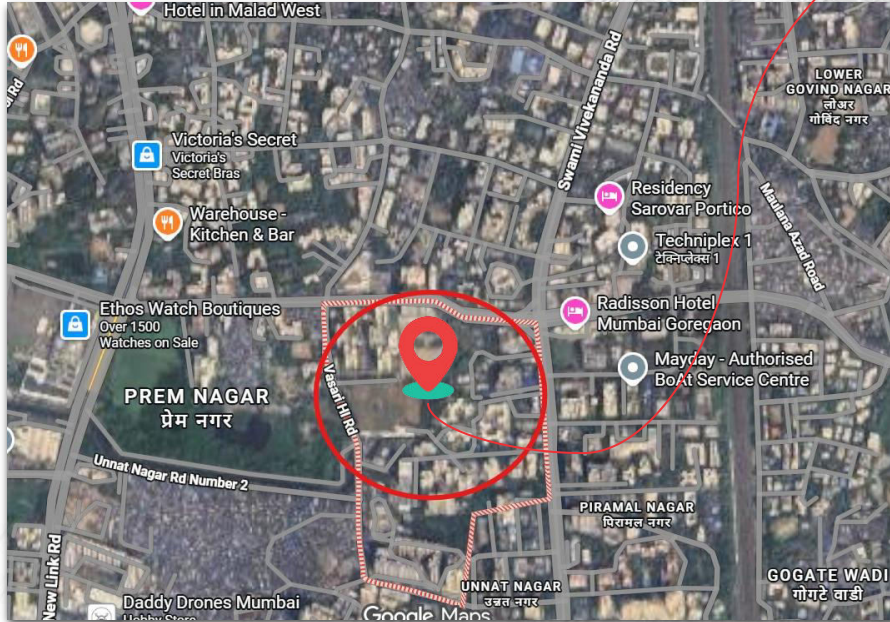 Hotel in Malad West
LOWER
GOVIND NAGAR
लोअर
गोविंद नगर
Swami Vivekananda Rd
Victoria's Secret
Victoria's
Secret Bras
Residency
Sarovar Portico
Maulana Azad Road
Warehouse -
Kitchen & Bar
Techniplex 1
टेक्निप्लेक्स 1
Ethos Watch Boutiques
Over 1500
Watches on Sale
Radisson Hotel
Mumbai Goregaon
Mayday - Authorised
BoAt Service Centre
Vasari Hl Rd
PREM NAGAR
प्रेम नगर
Unnat Nagar Rd Number 2
PIRAMAL NAGAR
पिरामल नगर
New Link Rd
UNNAT NAGAR
उन्नत नगर
GOGATE WADI
गोगटे वाडी
Daddy Drones Mumbai
Hobby Store
Google Maps